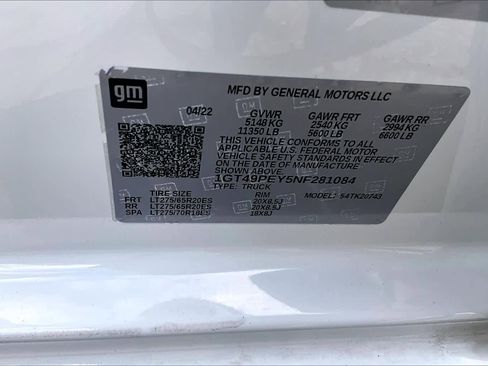 gm
MFD BY GENERAL MOTORS LLC
04/22 GVWR GAWR FRT GAWR RR
5148 KG 2540 KG 2994 KG
11350 LB 5600 LB 6600 LB
THIS VEHICLE CONFORMS TO ALL APPLICABLE U.S.
FEDERAL MOTOR VEHICLE SAFETY STANDARDS
IN EFFECT ON THE DATE OF MANUFACTURE
SHOWN ABOVE.
1GT49PEY5NF281084
TYPE: TRUCK
TIRE SIZE RIM MODEL: 54TK20743
FRT LT275/65R20ES 20X8.5J
RR LT275/65R20ES 20X8.5J
SPA LT275/70R18ES 18X8J